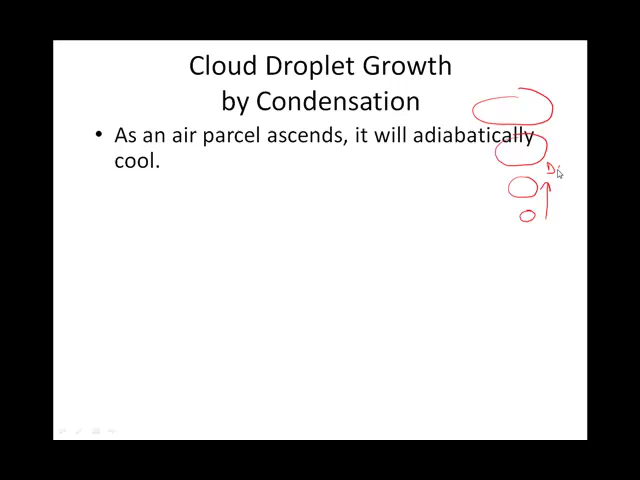 Cloud Droplet Growth
by Condensation
• As an air parcel ascends, it will adiabatically
cool.